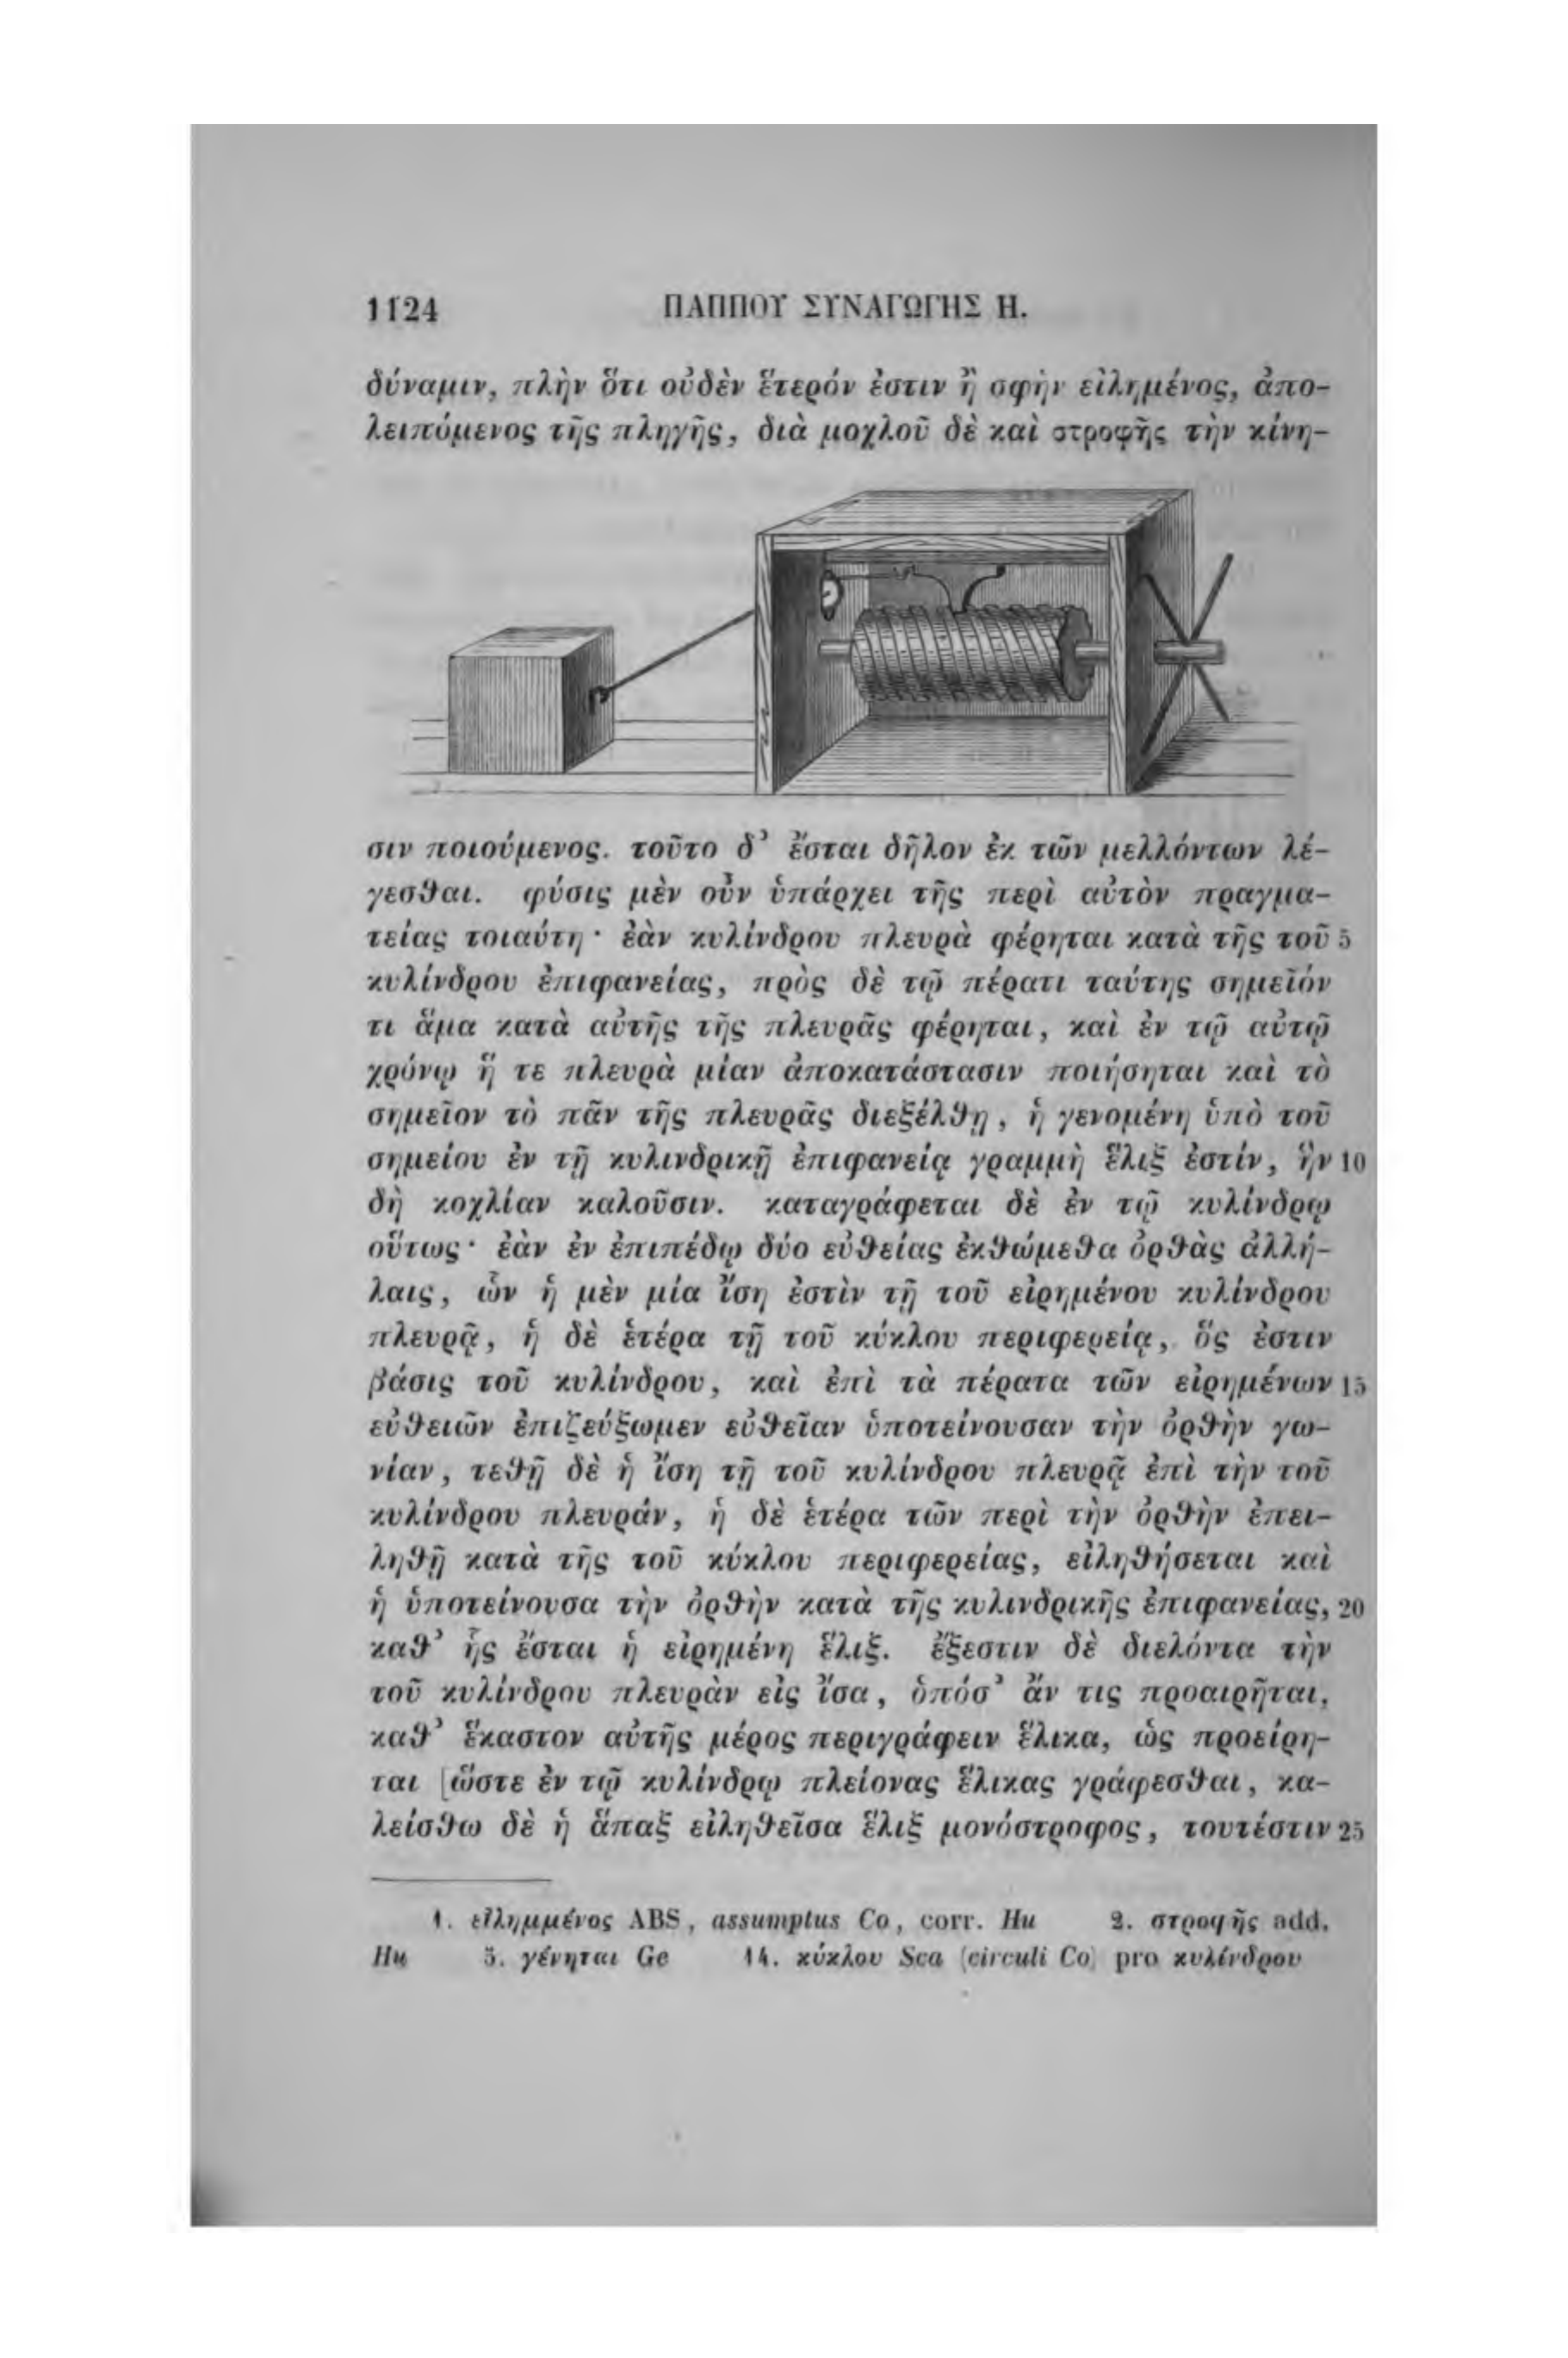 1124 ΠΑΠΠΟΥ ΣΥΝΑΓΩΓΗΣ Η.
δύναμιν, πλὴν ὅτι οὐδὲν ἕτερόν ἐστιν ἢ σφὴν εἰλημένος, ἀπο-
λειπόμενος τῆς πληγῆς, διὰ μοχλοῦ δὲ καὶ στροφῆς τὴν κίνη-
σιν ποιούμενος. τοῦτο δ’ ἔσται δῆλον ἐκ τῶν μελλόντων λέ-
γεσθαι. φύσις μὲν οὖν ὑπάρχει τῆς περὶ αὐτὸν πραγμα-
τείας τοιαύτη· ἐὰν κυλίνδρου πλευρὰ φέρηται κατὰ τῆς τοῦ 5
κυλίνδρου ἐπιφανείας, πρὸς δὲ τῷ πέρατι ταύτης σημεῖόν
τι ἅμα κατὰ αὐτῆς τῆς πλευρᾶς φέρηται, καὶ ἐν τῷ αὐτῷ
χρόνῳ ἥ τε πλευρὰ μίαν ἀποκατάστασιν ποιήσηται καὶ τὸ
σημεῖον τὸ πᾶν τῆς πλευρᾶς διεξέλθῃ, ἡ γενομένη ὑπὸ τοῦ
σημείου ἐν τῇ κυλινδρικῇ ἐπιφανείᾳ γραμμὴ ἕλιξ ἐστίν, ἣν 10
δὴ κοχλίαν καλοῦσιν. καταγράφεται δὲ ἐν τῷ κυλίνδρῳ
οὕτως· ἐὰν ἐν ἐπιπέδῳ δύο εὐθείας ἐκθώμεθα ὀρθὰς ἀλλή-
λαις, ὧν ἡ μὲν μία ἴση ἐστὶν τῇ τοῦ εἰρημένου κυλίνδρου
πλευρᾷ, ἡ δὲ ἑτέρα τῇ τοῦ κύκλου περιφερείᾳ, ὅς ἐστιν
βάσις τοῦ κυλίνδρου, καὶ ἐπὶ τὰ πέρατα τῶν εἰρημένων 15
εὐθειῶν ἐπιζεύξωμεν εὐθεῖαν ὑποτείνουσαν τὴν ὀρθὴν γω-
νίαν, τεθῇ δὲ ἡ ἴση τῇ τοῦ κυλίνδρου πλευρᾷ ἐπὶ τὴν τοῦ
κυλίνδρου πλευράν, ἡ δὲ ἑτέρα τῶν περὶ τὴν ὀρθὴν ἐπει-
ληθῇ κατὰ τῆς τοῦ κύκλου περιφερείας, εἰληθήσεται καὶ
ἡ ὑποτείνουσα τὴν ὀρθὴν κατὰ τῆς κυλινδρικῆς ἐπιφανείας, 20
καθ’ ἧς ἔσται ἡ εἰρημένη ἕλιξ. ἔξεστιν δὲ διελόντα τὴν
τοῦ κυλίνδρου πλευρὰν εἰς ἴσα, ὁπόσ’ ἄν τις προαιρῆται,
καθ’ ἕκαστον αὐτῆς μέρος περιγράφειν ἕλικα, ὡς προείρη-
ται [ὥστε ἐν τῷ κυλίνδρῳ πλείονας ἕλικας γράφεσθαι, κα-
λείσθω δὲ ἡ ἅπαξ εἰληθεῖσα ἕλιξ μονόστροφος, τουτέστιν 25
1. εἰλημμένος ABS, assumptus Co, corr. Hu 2. στροφῆς add.
Hu 5. γένηται Ge 14. κύκλου Sca (circuli Co) pro κυλίνδρου